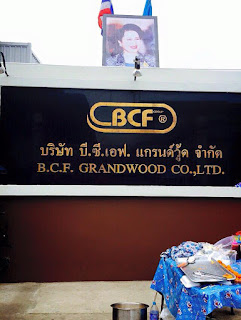 BCF ®
บริษัท บี.ซี.เอฟ. แกรนด์วู้ด จำกัด
B.C.F. GRANDWOOD CO.,LTD.